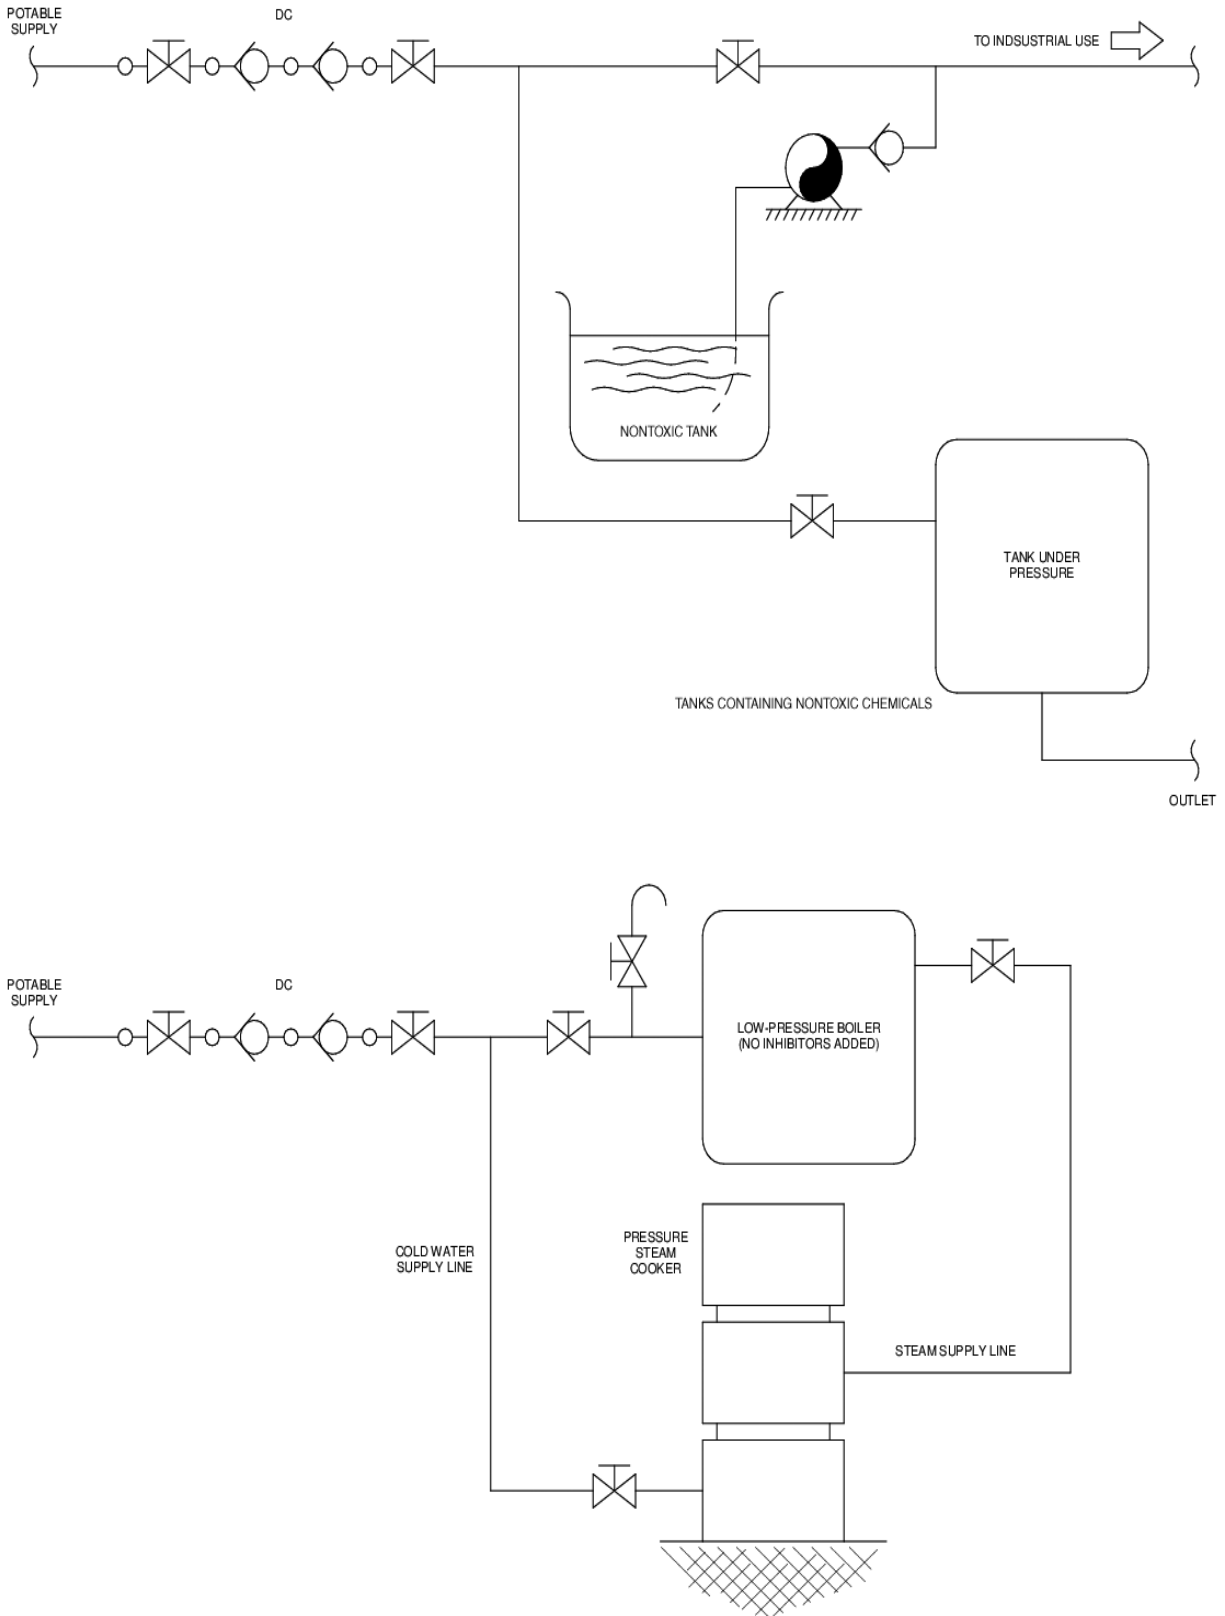 POTABLE
SUPPLY
DC
TO INDSUSTRIAL USE
NONTOXIC TANK
TANK UNDER
PRESSURE
TANKS CONTAINING NONTOXIC CHEMICALS
OUTLET
POTABLE
SUPPLY
DC
LOW-PRESSURE BOILER
(NO INHIBITORS ADDED)
COLD WATER
SUPPLY LINE
PRESSURE
STEAM
COOKER
STEAM SUPPLY LINE